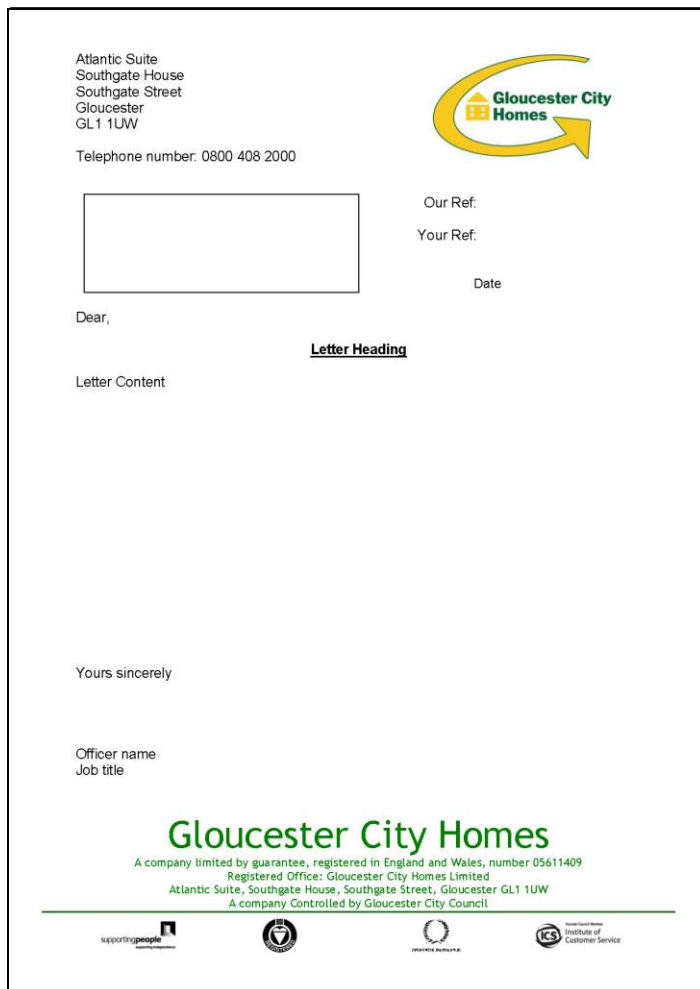 Atlantic Suite
Southgate House
Southgate Street
Gloucester
GL1 1UW
Telephone number: 0800 408 2000
Gloucester City
Homes
Our Ref:
Your Ref:
Date
Dear,
Letter Heading
Letter Content
Yours sincerely
Officer name
Job title
Gloucester City Homes
A company limited by guarantee, registered in England and Wales, number 05611409
Registered Office: Gloucester City Homes Limited
Atlantic Suite, Southgate House, Southgate Street, Gloucester GL1 1UW
A company Controlled by Gloucester City Council
supportingpeople
supporting independence
ICS
Institute of
Customer Service